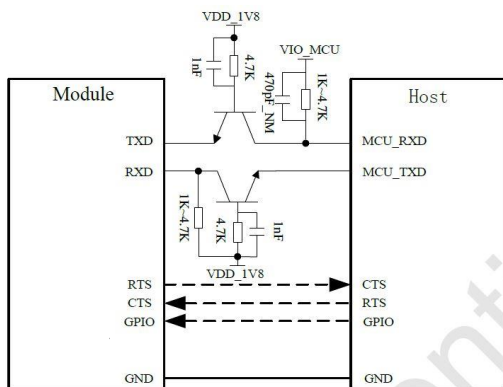 VDD_1V8
VIO_MCU
1nF
4.7K
470pF_NM
1K~4.7K
Module
Host
TXD
MCU_RXD
RXD
MCU_TXD
1K~4.7K
4.7K
1nF
VDD_1V8
RTS
CTS
CTS
RTS
GPIO
GPIO
GND
GND